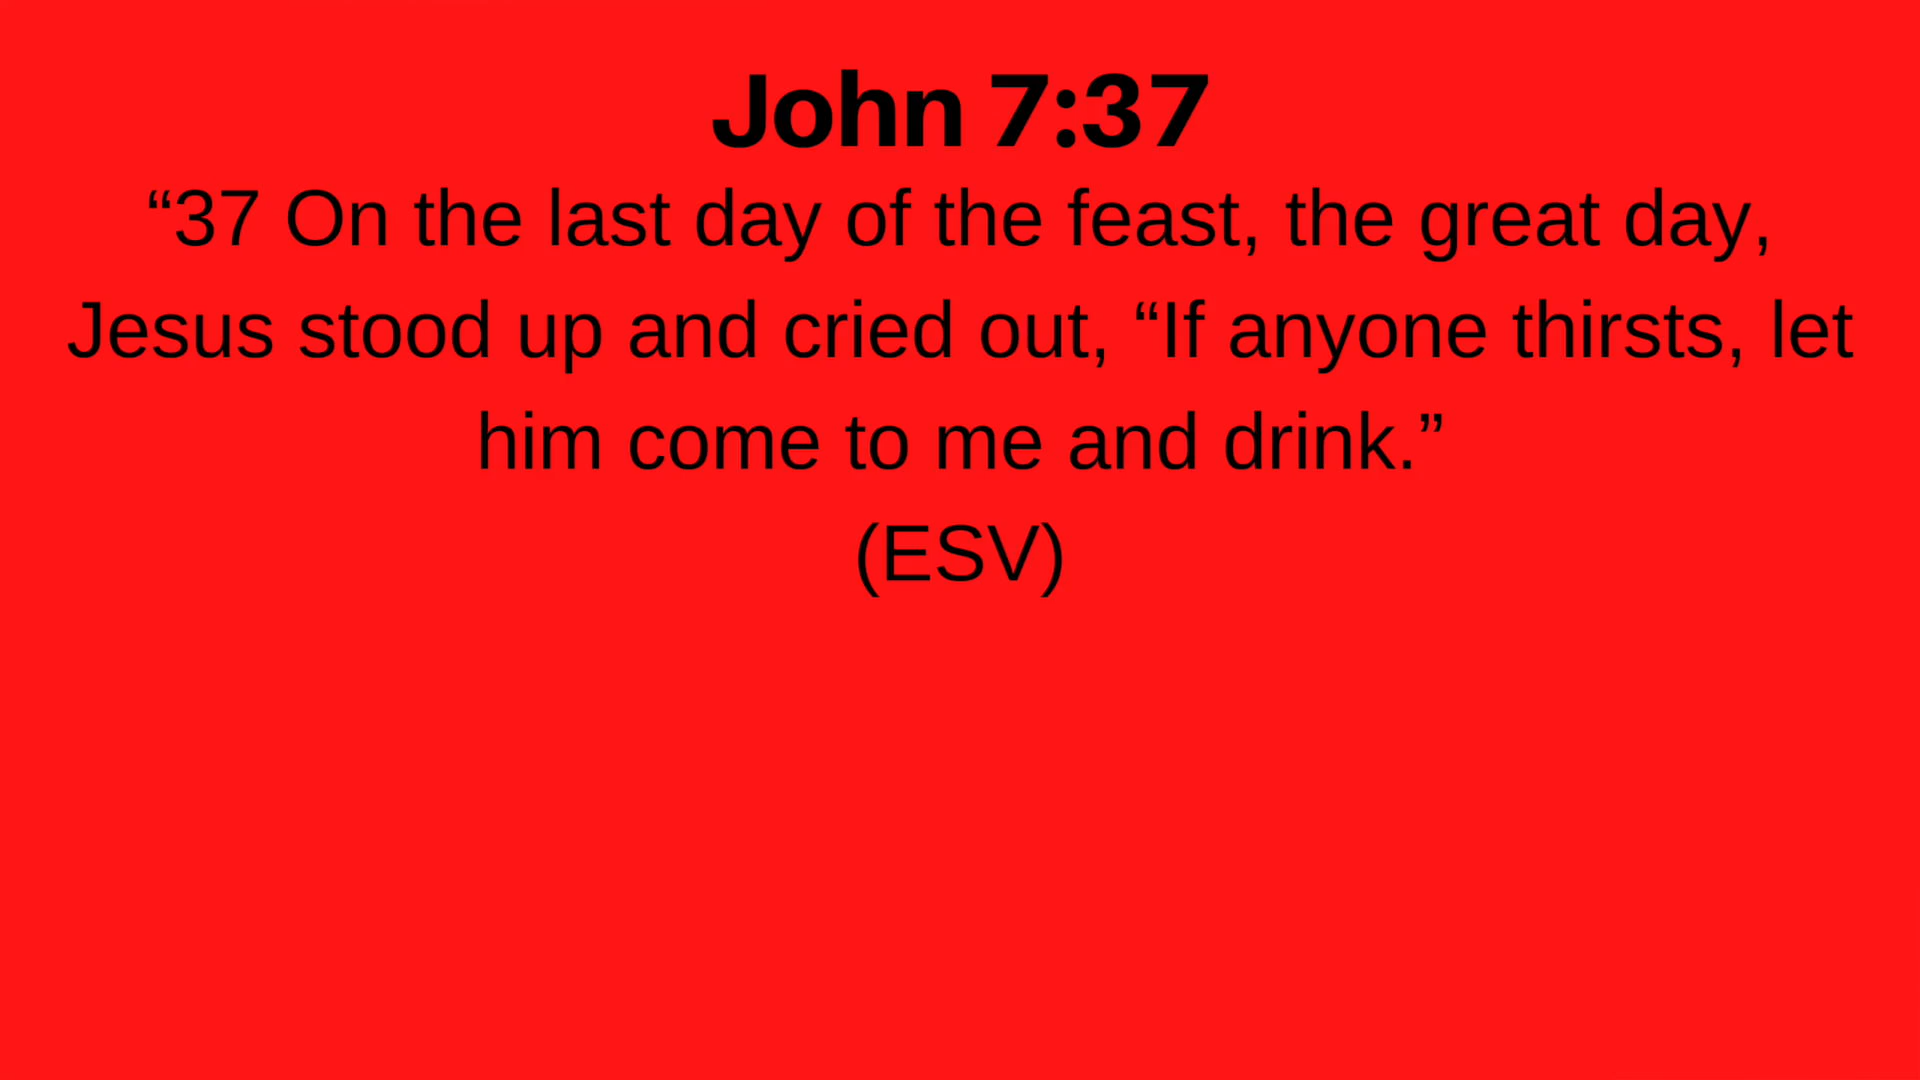 John 7:37
“37 On the last day of the feast, the great day,
Jesus stood up and cried out, “If anyone thirsts, let
him come to me and drink.”
(ESV)